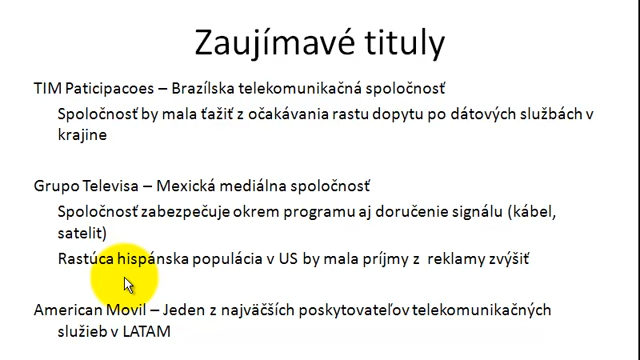 Zaujímavé tituly
TIM Paticipacoes – Brazílska telekomunikačná spoločnosť
Spoločnosť by mala ťažiť z očakávania rastu dopytu po dátových službách v
krajine
Grupo Televisa – Mexická mediálna spoločnosť
Spoločnosť zabezpečuje okrem programu aj doručenie signálu (kábel,
satelit)
Rastúca hispánska populácia v US by mala príjmy z reklamy zvýšiť
American Movil – Jeden z najväčších poskytovateľov telekomunikačných
služieb v LATAM